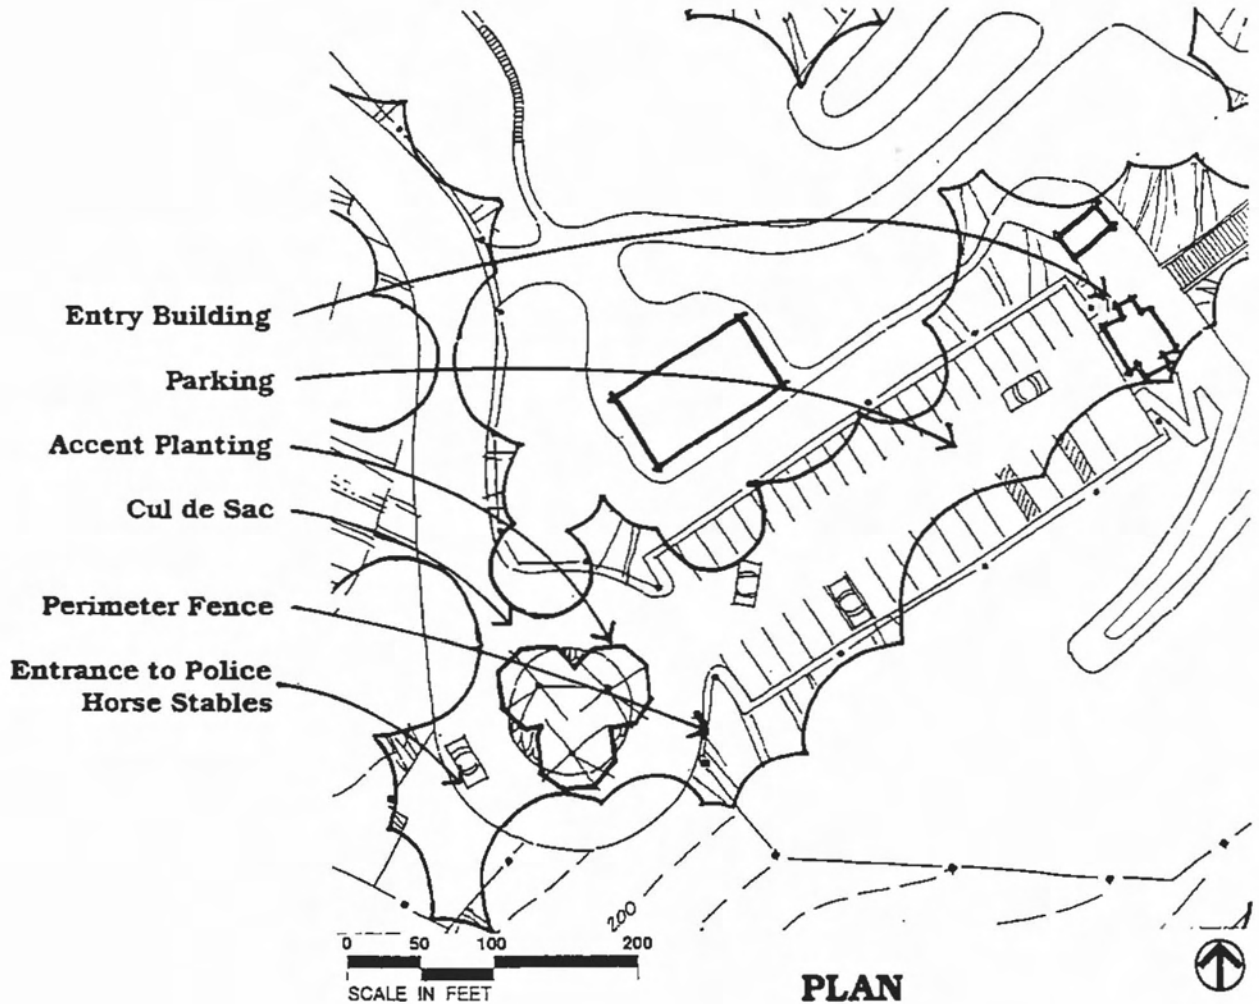 Entry Building
Parking
Accent Planting
Cul de Sac
Perimeter Fence
Entrance to Police
Horse Stables
200
0 50 100 200
SCALE IN FEET
PLAN